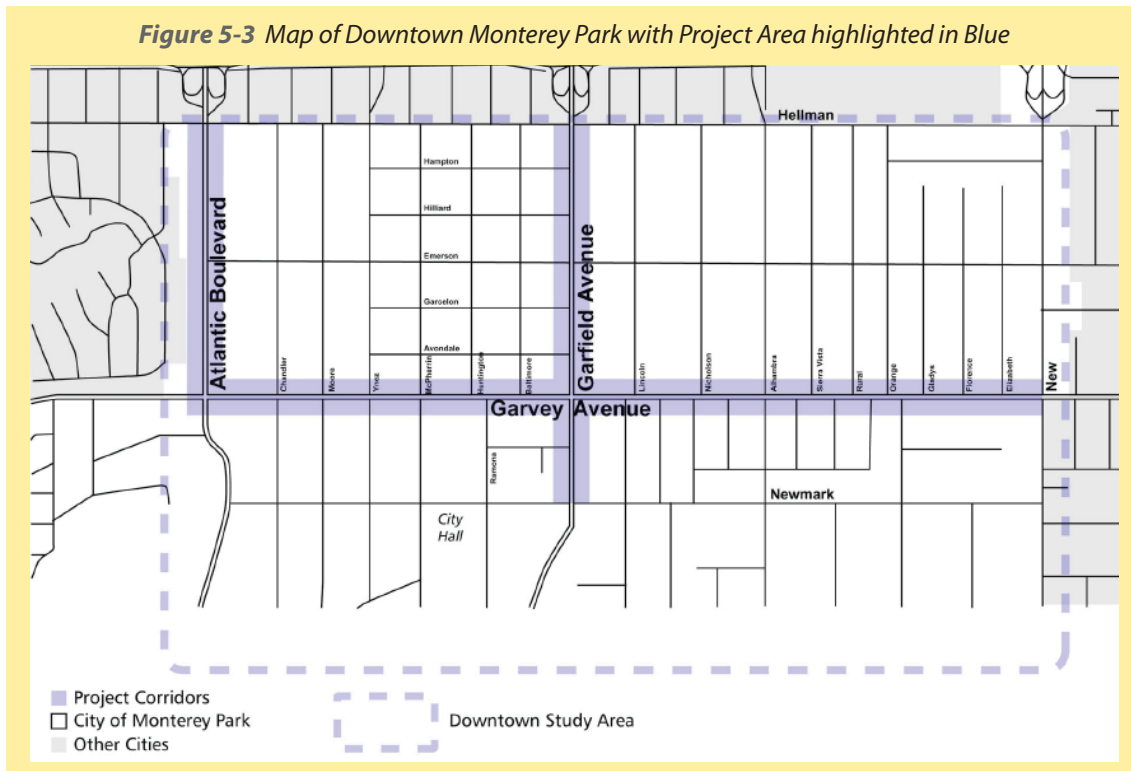 Figure 5-3 Map of Downtown Monterey Park with Project Area highlighted in Blue
Hellman
Hampton
Hilliard
Emerson
Garcelon
Avondale
Atlantic Boulevard
Garfield Avenue
Chandler
Moore
Ynez
McPherrin
Huntington
Baltimore
Lincoln
Nicholson
Alhambra
Sierra Vista
Rural
Orange
Gladys
Florence
Elizabeth
New
Garvey Avenue
Ramona
Newmark
City
Hall
Project Corridors
City of Monterey Park
Other Cities
Downtown Study Area